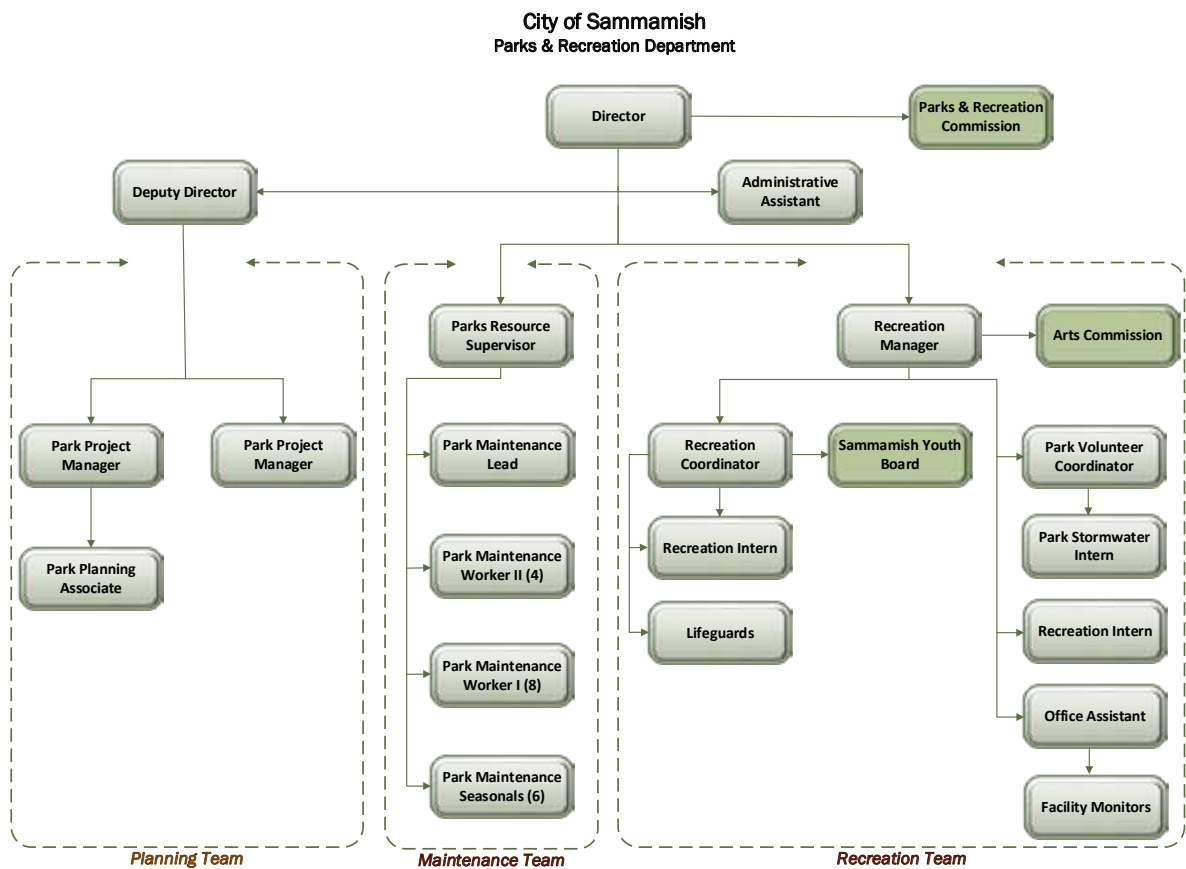 City of Sammamish
Parks & Recreation Department
Director
Parks & Recreation
Commission
Deputy Director
Administrative
Assistant
Parks Resource
Supervisor
Recreation
Manager
Arts Commission
Park Project
Manager
Park Project
Manager
Park Maintenance
Lead
Recreation
Coordinator
Sammamish Youth
Board
Park Volunteer
Coordinator
Park Planning
Associate
Park Maintenance
Worker II (4)
Recreation Intern
Park Stormwater
Intern
Park Maintenance
Worker I (8)
Lifeguards
Recreation Intern
Office Assistant
Park Maintenance
Seasonals (6)
Facility Monitors
Planning Team
Maintenance Team
Recreation Team